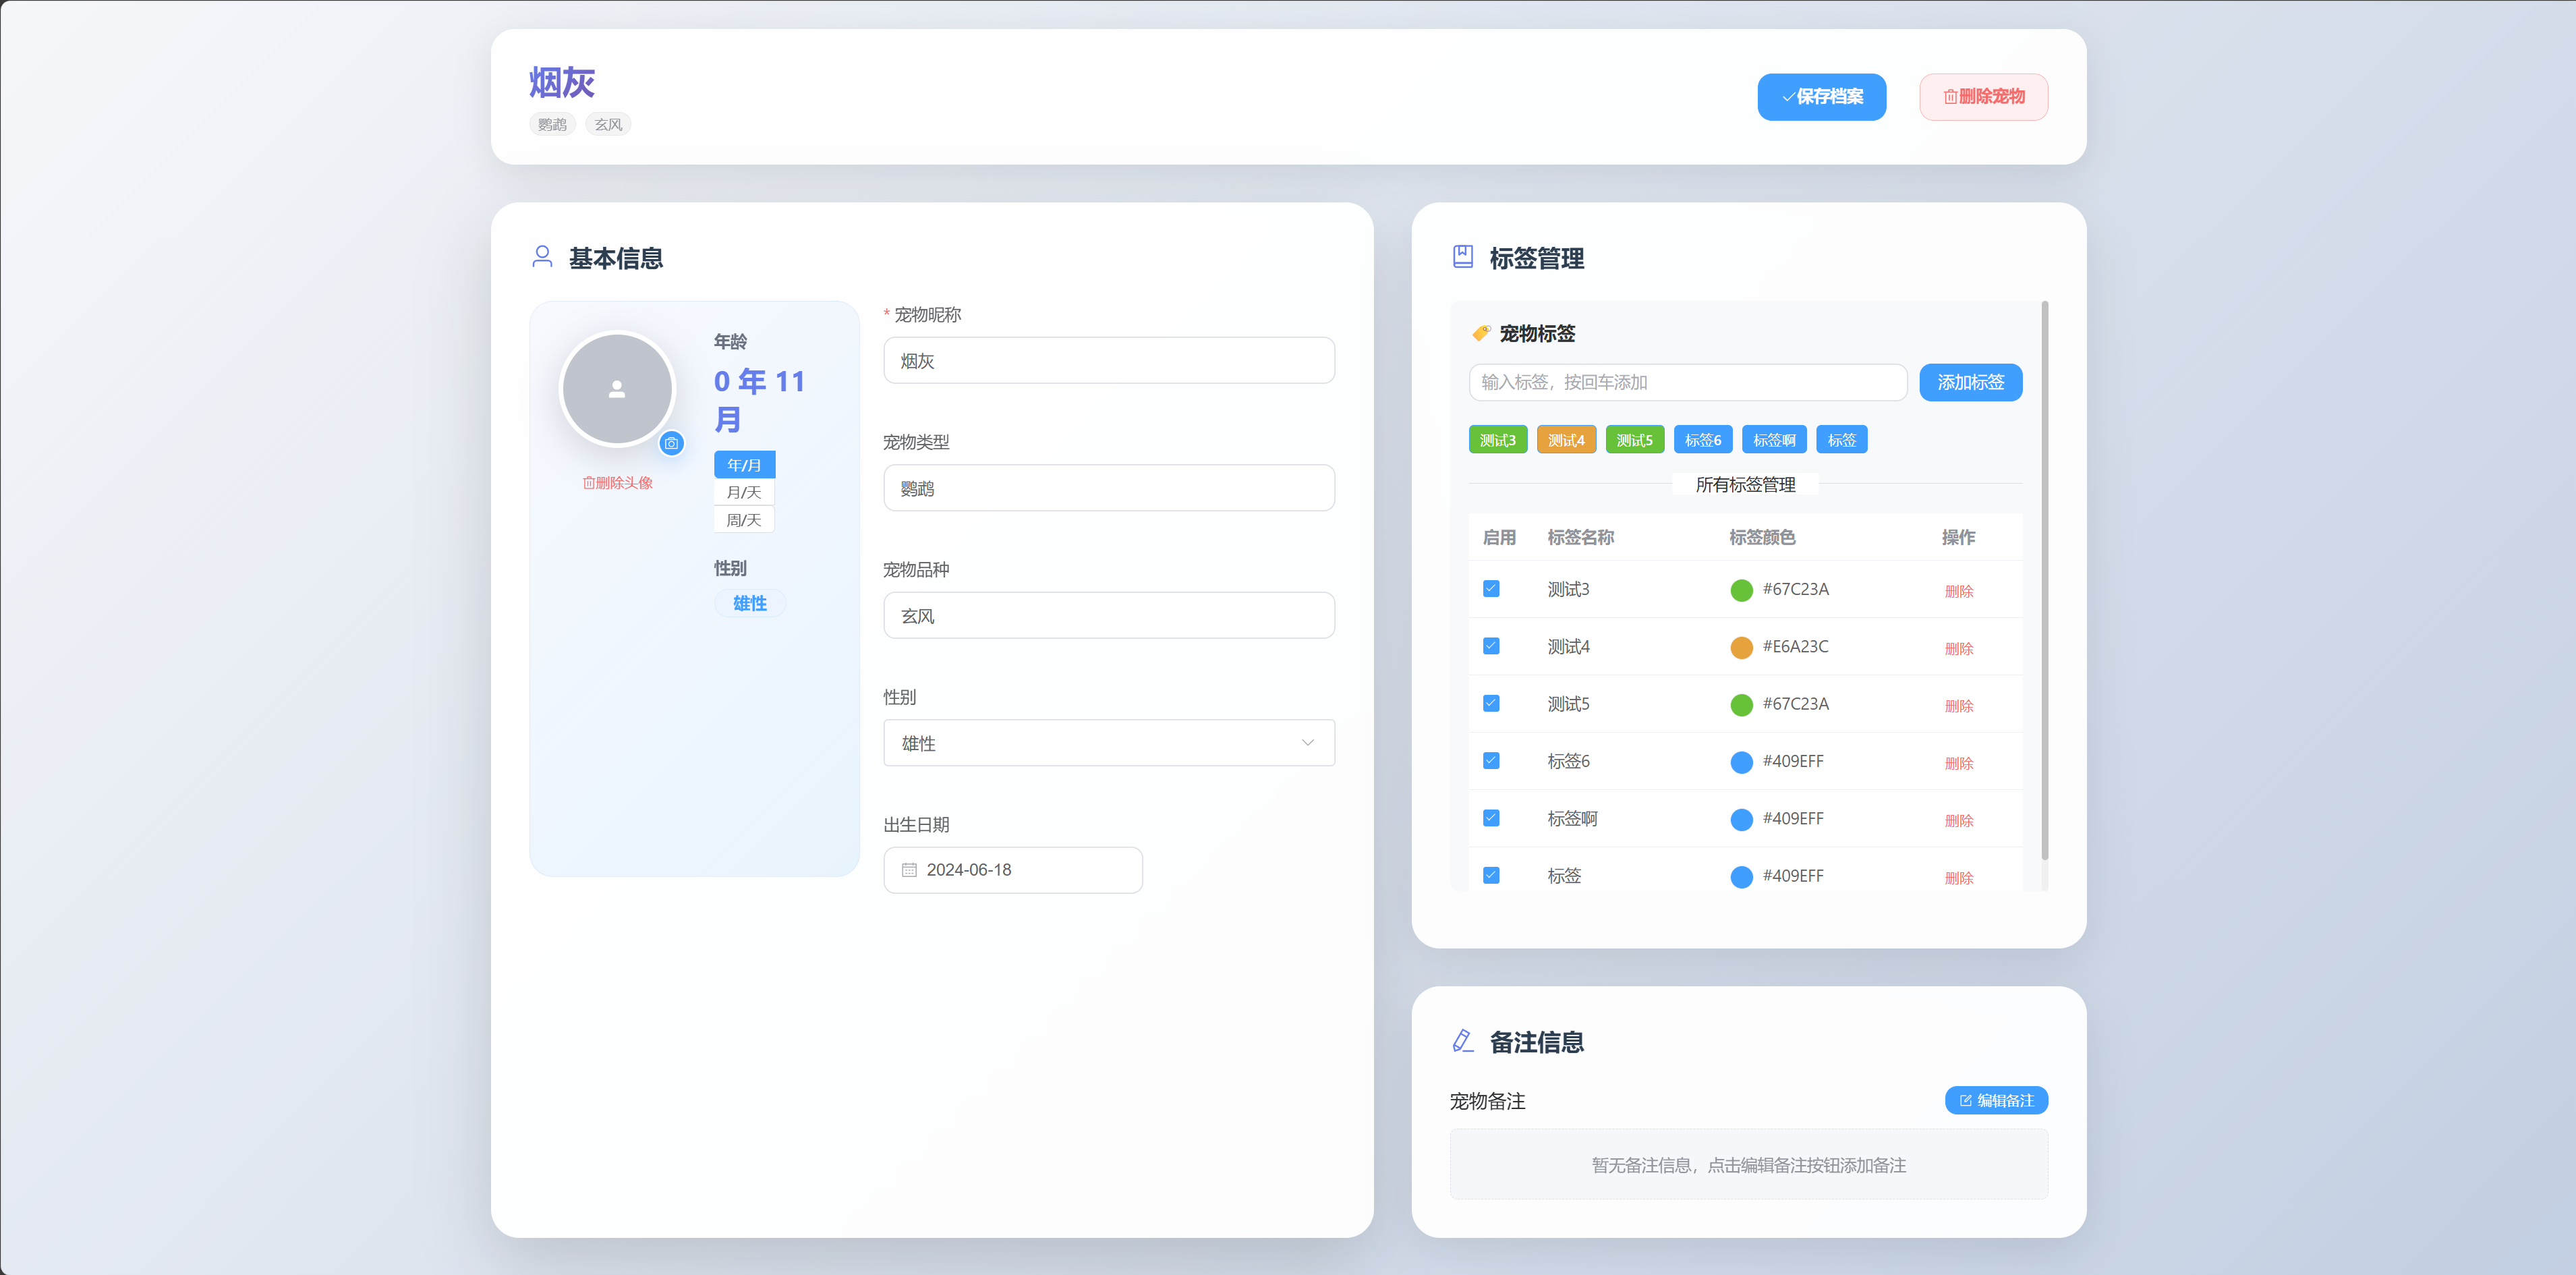 烟灰
鹦鹉 玄风
保存档案 删除宠物
基本信息
删除头像
年龄
0 年 11
月
年/月
月/天
周/天
性别
雄性
* 宠物昵称
烟灰
宠物类型
鹦鹉
宠物品种
玄风
性别
雄性
出生日期
2024-06-18
标签管理
宠物标签
输入标签，按回车添加 添加标签
测试3 测试4 测试5 标签6 标签啊 标签
所有标签管理
启用 标签名称 标签颜色 操作
测试3 #67C23A 删除
测试4 #E6A23C 删除
测试5 #67C23A 删除
标签6 #409EFF 删除
标签啊 #409EFF 删除
标签 #409EFF 删除
备注信息
宠物备注 编辑备注
暂无备注信息，点击编辑备注按钮添加备注